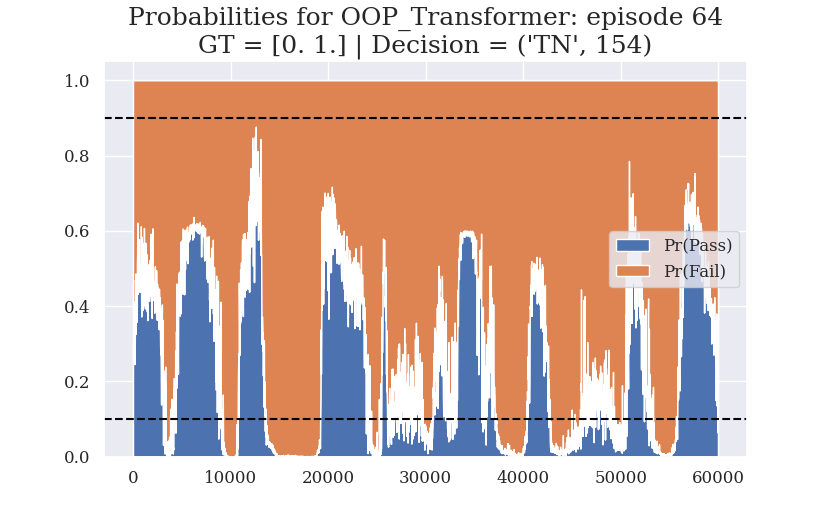 Probabilities for OOP_Transformer: episode 64
GT = [0. 1.] | Decision = ('TN', 154)
1.0
0.8
0.6
0.4
0.2
0.0
Pr(Pass)
Pr(Fail)
0 10000 20000 30000 40000 50000 60000